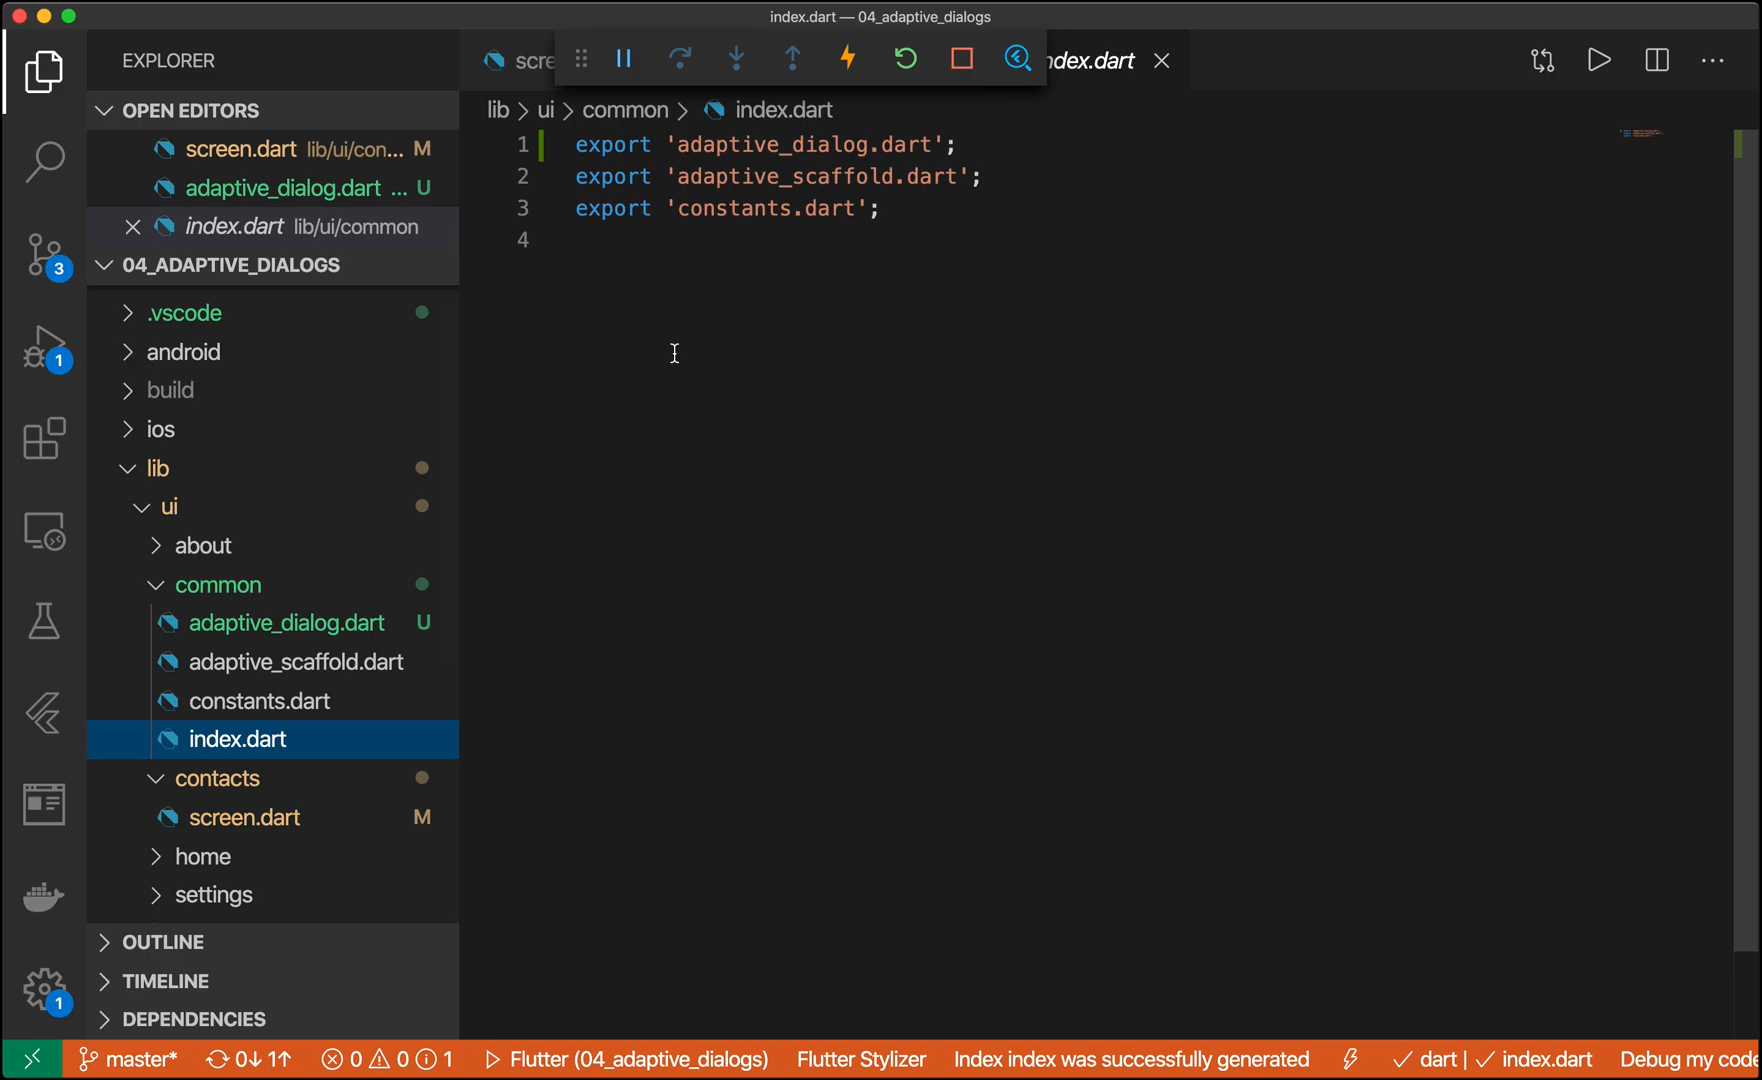 index.dart — 04_adaptive_dialogs
EXPLORER
OPEN EDITORS
screen.dart lib/ui/con... M
adaptive_dialog.dart ... U
index.dart lib/ui/common
04_ADAPTIVE_DIALOGS
.vscode
android
build
ios
lib
ui
about
common
adaptive_dialog.dart U
adaptive_scaffold.dart
constants.dart
index.dart
contacts
screen.dart M
home
settings
OUTLINE
TIMELINE
DEPENDENCIES
3
1
1
scre
ndex.dart
lib > ui > common > index.dart
1 export 'adaptive_dialog.dart';
2 export 'adaptive_scaffold.dart';
3 export 'constants.dart';
4
master* 0↓ 1↑ 0 0 1 Flutter (04_adaptive_dialogs) Flutter Stylizer Index index was successfully generated ✓ dart | ✓ index.dart Debug my code